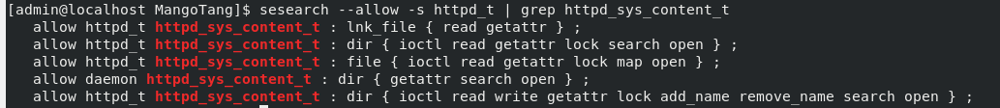 [admin@localhost MangoTang]$ sesearch --allow -s httpd_t | grep httpd_sys_content_t
allow httpd_t httpd_sys_content_t : lnk_file { read getattr } ;
allow httpd_t httpd_sys_content_t : dir { ioctl read getattr lock search open } ;
allow httpd_t httpd_sys_content_t : file { ioctl read getattr lock map open } ;
allow daemon httpd_sys_content_t : dir { getattr search open } ;
allow httpd_t httpd_sys_content_t : dir { ioctl read write getattr lock add_name remove_name search open } ;